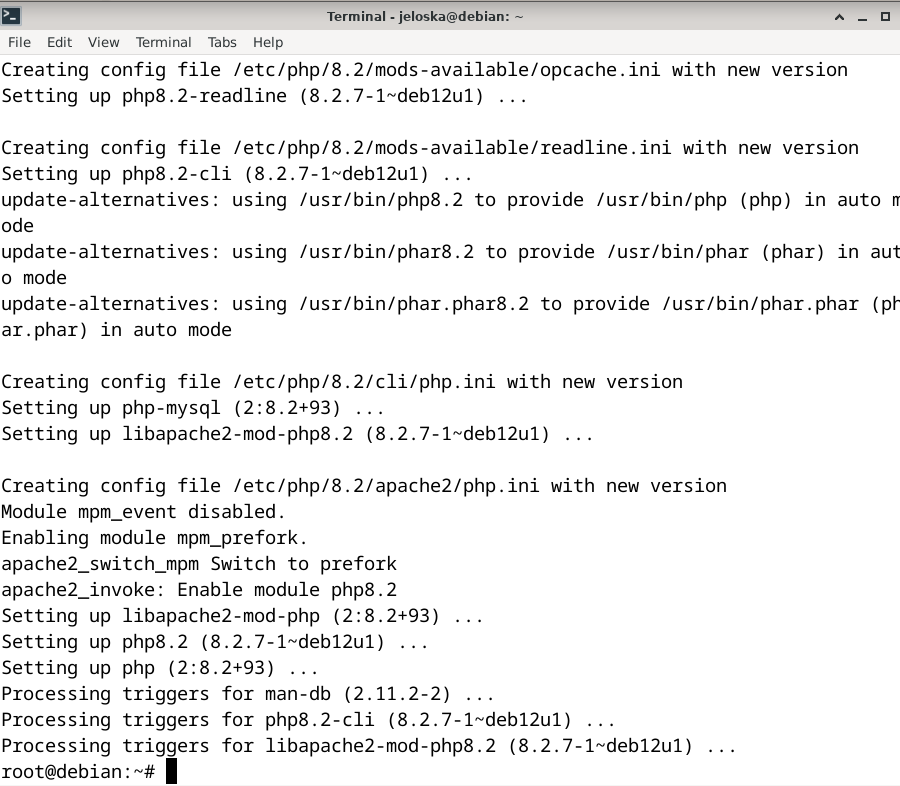 Terminal - jeloska@debian: ~
File Edit View Terminal Tabs Help
Creating config file /etc/php/8.2/mods-available/opcache.ini with new version
Setting up php8.2-readline (8.2.7-1~deb12u1) ...
Creating config file /etc/php/8.2/mods-available/readline.ini with new version
Setting up php8.2-cli (8.2.7-1~deb12u1) ...
update-alternatives: using /usr/bin/php8.2 to provide /usr/bin/php (php) in auto m
ode
update-alternatives: using /usr/bin/phar8.2 to provide /usr/bin/phar (phar) in aut
o mode
update-alternatives: using /usr/bin/phar.phar8.2 to provide /usr/bin/phar.phar (ph
ar.phar) in auto mode
Creating config file /etc/php/8.2/cli/php.ini with new version
Setting up php-mysql (2:8.2+93) ...
Setting up libapache2-mod-php8.2 (8.2.7-1~deb12u1) ...
Creating config file /etc/php/8.2/apache2/php.ini with new version
Module mpm_event disabled.
Enabling module mpm_prefork.
apache2_switch_mpm Switch to prefork
apache2_invoke: Enable module php8.2
Setting up libapache2-mod-php (2:8.2+93) ...
Setting up php8.2 (8.2.7-1~deb12u1) ...
Setting up php (2:8.2+93) ...
Processing triggers for man-db (2.11.2-2) ...
Processing triggers for php8.2-cli (8.2.7-1~deb12u1) ...
Processing triggers for libapache2-mod-php8.2 (8.2.7-1~deb12u1) ...
root@debian:~#